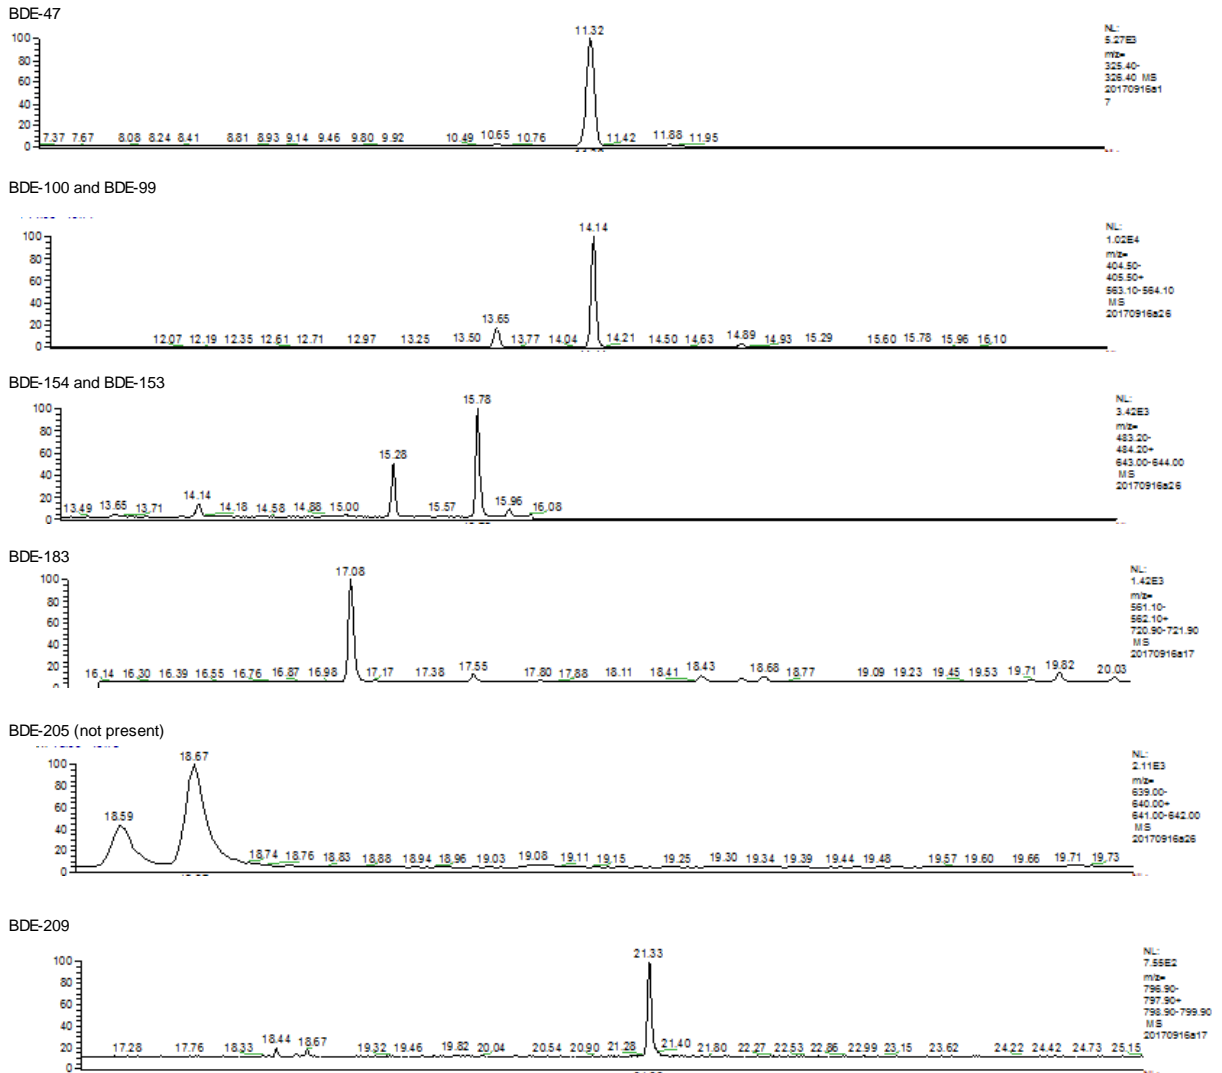 BDE-47
100
80
60
40
20
0
11.32
7.37 7.67 8.08 8.24 8.41 8.81 8.93 9.14 9.46 9.80 9.92 10.49 10.65 10.76 11.42 11.88 11.95
NL:
5.27E3
m/z=
325.40-
326.40 MS
20170916a1
7
BDE-100 and BDE-99
100
80
60
40
20
0
14.14
13.65
12.07 12.19 12.35 12.61 12.71 12.97 13.25 13.50 13.77 14.04 14.21 14.50 14.63 14.89 14.93 15.29 15.60 15.78 15.96 16.10
NL:
1.02E4
m/z=
404.50-
405.50+
563.10-564.10
MS
20170916a26
BDE-154 and BDE-153
100
80
60
40
20
0
15.78
15.28
13.49 13.65 13.71 14.14 14.18 14.58 14.88 15.00 15.57 15.96 16.08
NL:
3.42E3
m/z=
483.20-
484.20+
643.00-644.00
MS
20170916a26
BDE-183
100
80
60
40
20
0
17.08
16.14 16.30 16.39 16.55 16.76 16.87 16.98 17.17 17.38 17.55 17.80 17.88 18.11 18.41 18.43 18.68 18.77 19.09 19.23 19.45 19.53 19.71 19.82 20.03
NL:
1.42E3
m/z=
561.10-
562.10+
720.90-721.90
MS
20170916a17
BDE-205 (not present)
100
80
60
40
20
0
18.67
18.59
18.74 18.76 18.83 18.88 18.94 18.96 19.03 19.08 19.11 19.15 19.25 19.30 19.34 19.39 19.44 19.48 19.57 19.60 19.66 19.71 19.73
NL:
2.11E3
m/z=
639.00-
640.00+
641.00-642.00
MS
20170916a26
BDE-209
100
80
60
40
20
0
21.33
17.28 17.76 18.33 18.44 18.67 19.32 19.46 19.82 20.04 20.54 20.90 21.28 21.40 21.80 22.27 22.53 22.86 22.99 23.15 23.62 24.22 24.42 24.73 25.15
NL:
7.55E2
m/z=
796.90-
797.90+
798.90-799.90
MS
20170916a17